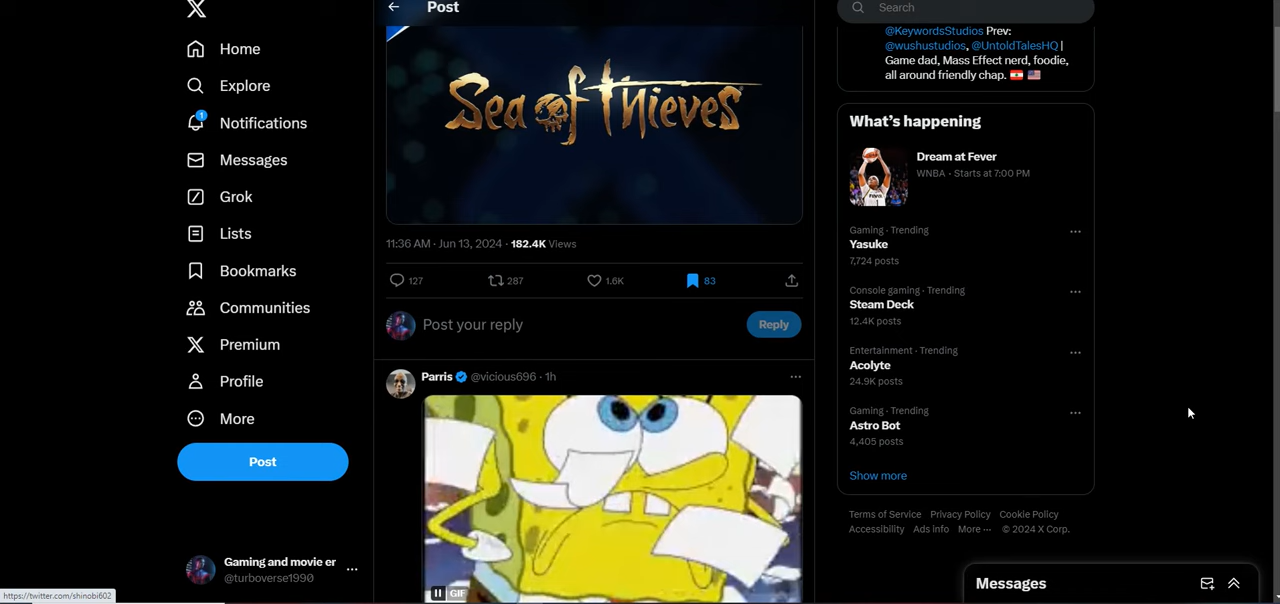 Home
Explore
1
Notifications
Messages
Grok
Lists
Bookmarks
Communities
Premium
Profile
More
Post
Gaming and movie er
@turboverse1990
https://twitter.com/shinobi602
Post
Sea of Thieves
11:36 AM · Jun 13, 2024 · 182.4K Views
127 287 1.6K 83
Post your reply
Reply
Parris @vicious696 · 1h
GIF
Search
@KeywordsStudios Prev:
@wushustudios, @UntoldTalesHQ |
Game dad, Mass Effect nerd, foodie,
all around friendly chap.
What's happening
Dream at Fever
WNBA · Starts at 7:00 PM
Gaming · Trending
Yasuke
7,724 posts
Console gaming · Trending
Steam Deck
12.4K posts
Entertainment · Trending
Acolyte
24.9K posts
Gaming · Trending
Astro Bot
4,405 posts
Show more
Terms of Service Privacy Policy Cookie Policy
Accessibility Ads info More ··· © 2024 X Corp.
Messages